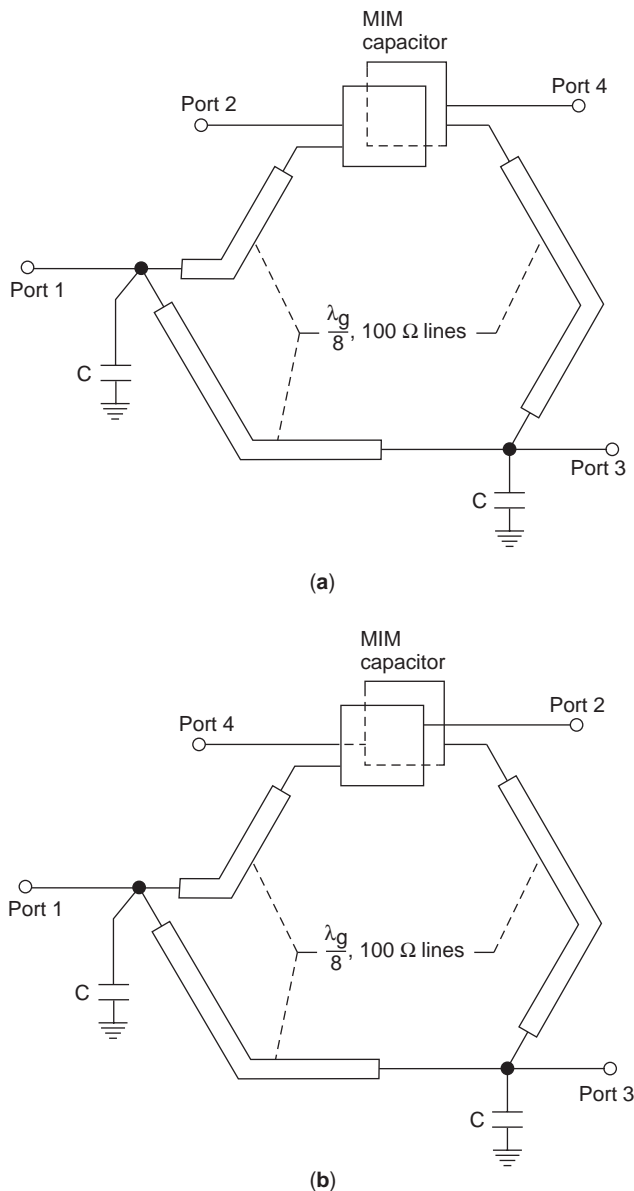 MIM
capacitor
Port 2
Port 4
Port 1
λg/8, 100 Ω lines
C
Port 3
C
(a)
MIM
capacitor
Port 4
Port 2
Port 1
λg/8, 100 Ω lines
C
Port 3
C
(b)